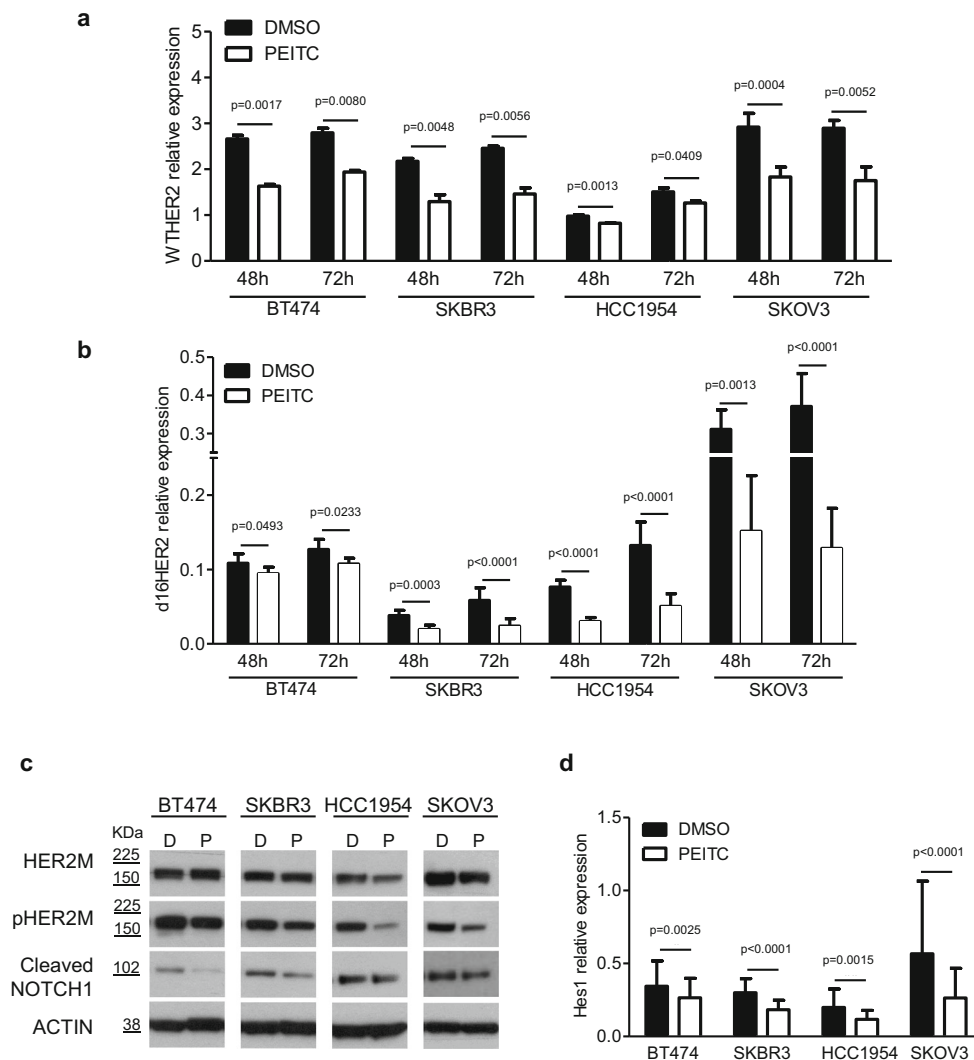 a
DMSO
PEITC
WTHER2 relative expression
5
4
3
2
1
0
p=0.0017
p=0.0080
p=0.0048
p=0.0056
p=0.0013
p=0.0409
p=0.0004
p=0.0052
48h 72h 48h 72h 48h 72h 48h 72h
BT474 SKBR3 HCC1954 SKOV3
b
DMSO
PEITC
d16HER2 relative expression
0.5
0.4
0.3
0.2
0.1
0.0
p=0.0493
p=0.0233
p=0.0003
p<0.0001
p<0.0001
p<0.0001
p=0.0013
p<0.0001
48h 72h 48h 72h 48h 72h 48h 72h
BT474 SKBR3 HCC1954 SKOV3
c
BT474 SKBR3 HCC1954 SKOV3
KDa D P D P D P D P
HER2M 225
150
pHER2M 225
150
Cleaved
NOTCH1 102
ACTIN 38
d
DMSO
PEITC
Hes1 relative expression
1.5
1.0
0.5
0.0
p=0.0025
p<0.0001
p=0.0015
p<0.0001
BT474 SKBR3 HCC1954 SKOV3